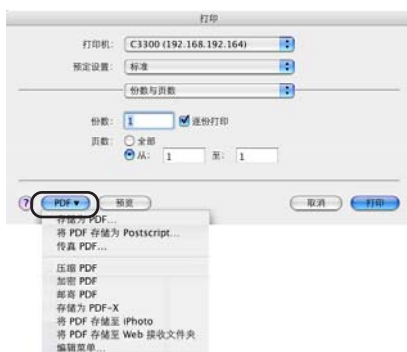 打印
打印机: C3300 (192.168.192.164)
预定设置: 标准
份数与页数
份数: 1 逐份打印
页数: 全部
从: 1 至: 1
? PDF▼ 预览 取消 打印
存储为 PDF...
将 PDF 存储为 Postscript...
传真 PDF...
压缩 PDF
加密 PDF
邮寄 PDF
存储为 PDF-X
将 PDF 存储至 iPhoto
将 PDF 存储至 Web 接收文件夹
编辑菜单...